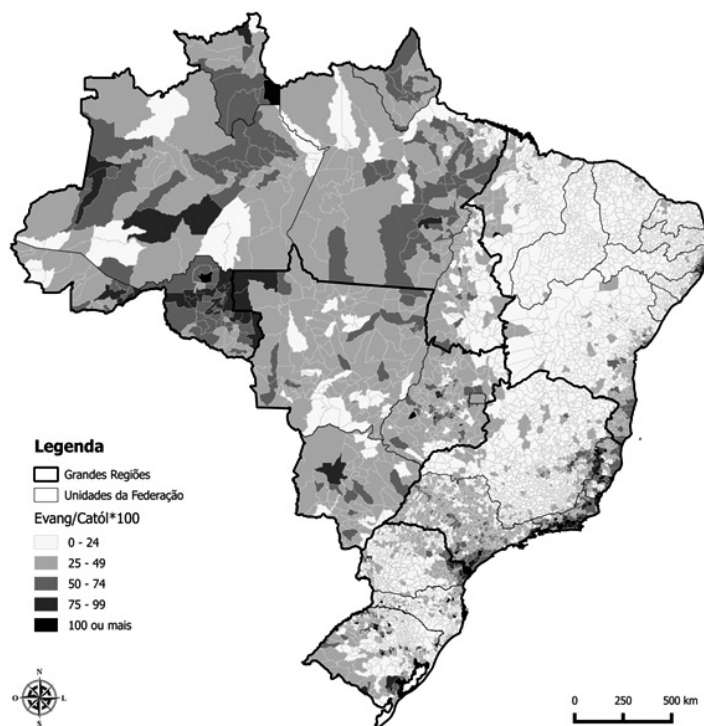 Legenda
Grandes Regiões
Unidades da Federação
Evang/Catól*100
0 - 24
25 - 49
50 - 74
75 - 99
100 ou mais
N
O L
S
0 250 500 km